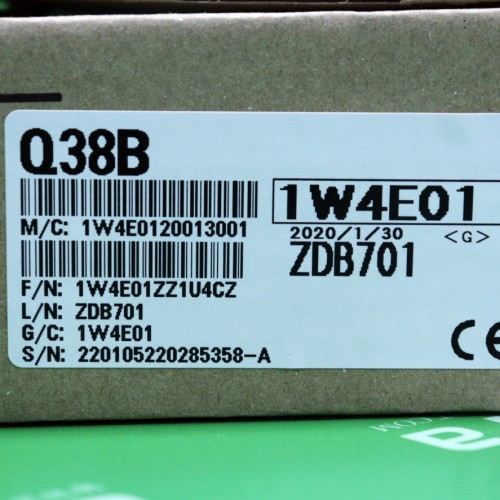 Q38B
1W4E01
M/C: 1W4E0120013001
2020/1/30 <G>
ZDB701
F/N: 1W4E01ZZ1U4CZ
L/N: ZDB701
G/C: 1W4E01
S/N: 220105220285358-A
CE